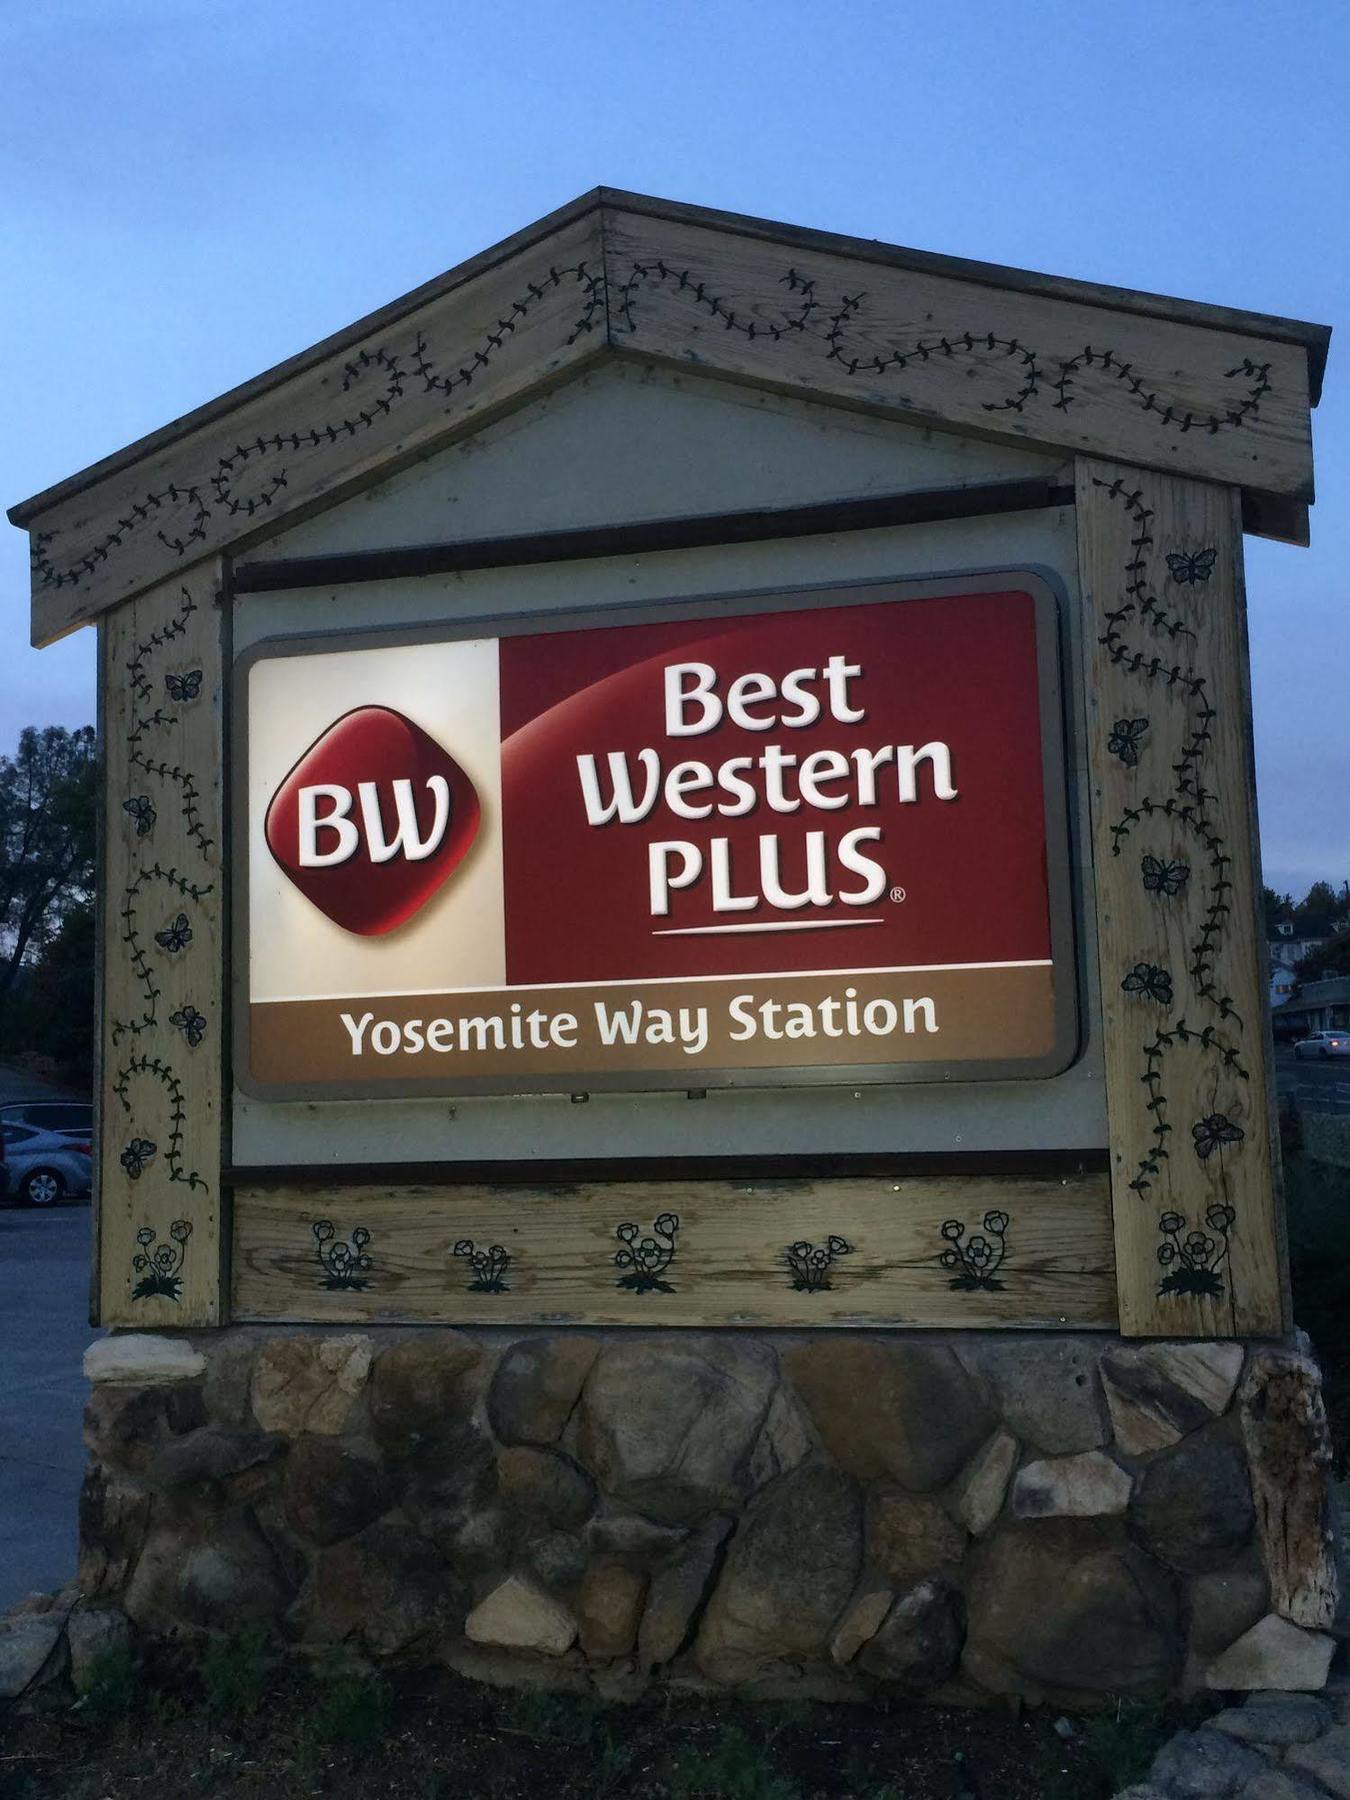 BW
Best
Western
PLUS®
Yosemite Way Station